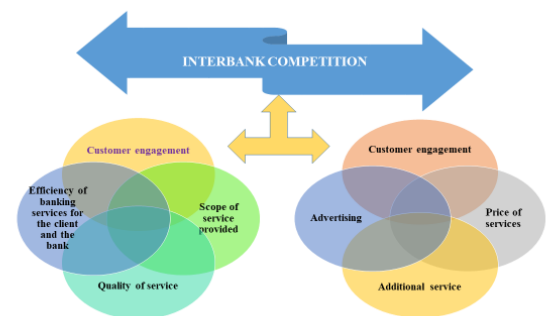 INTERBANK COMPETITION
Customer engagement
Efficiency of
banking
services for
the client
and the
bank
Scope of
service
provided
Quality of service
Customer engagement
Advertising
Price of
services
Additional service